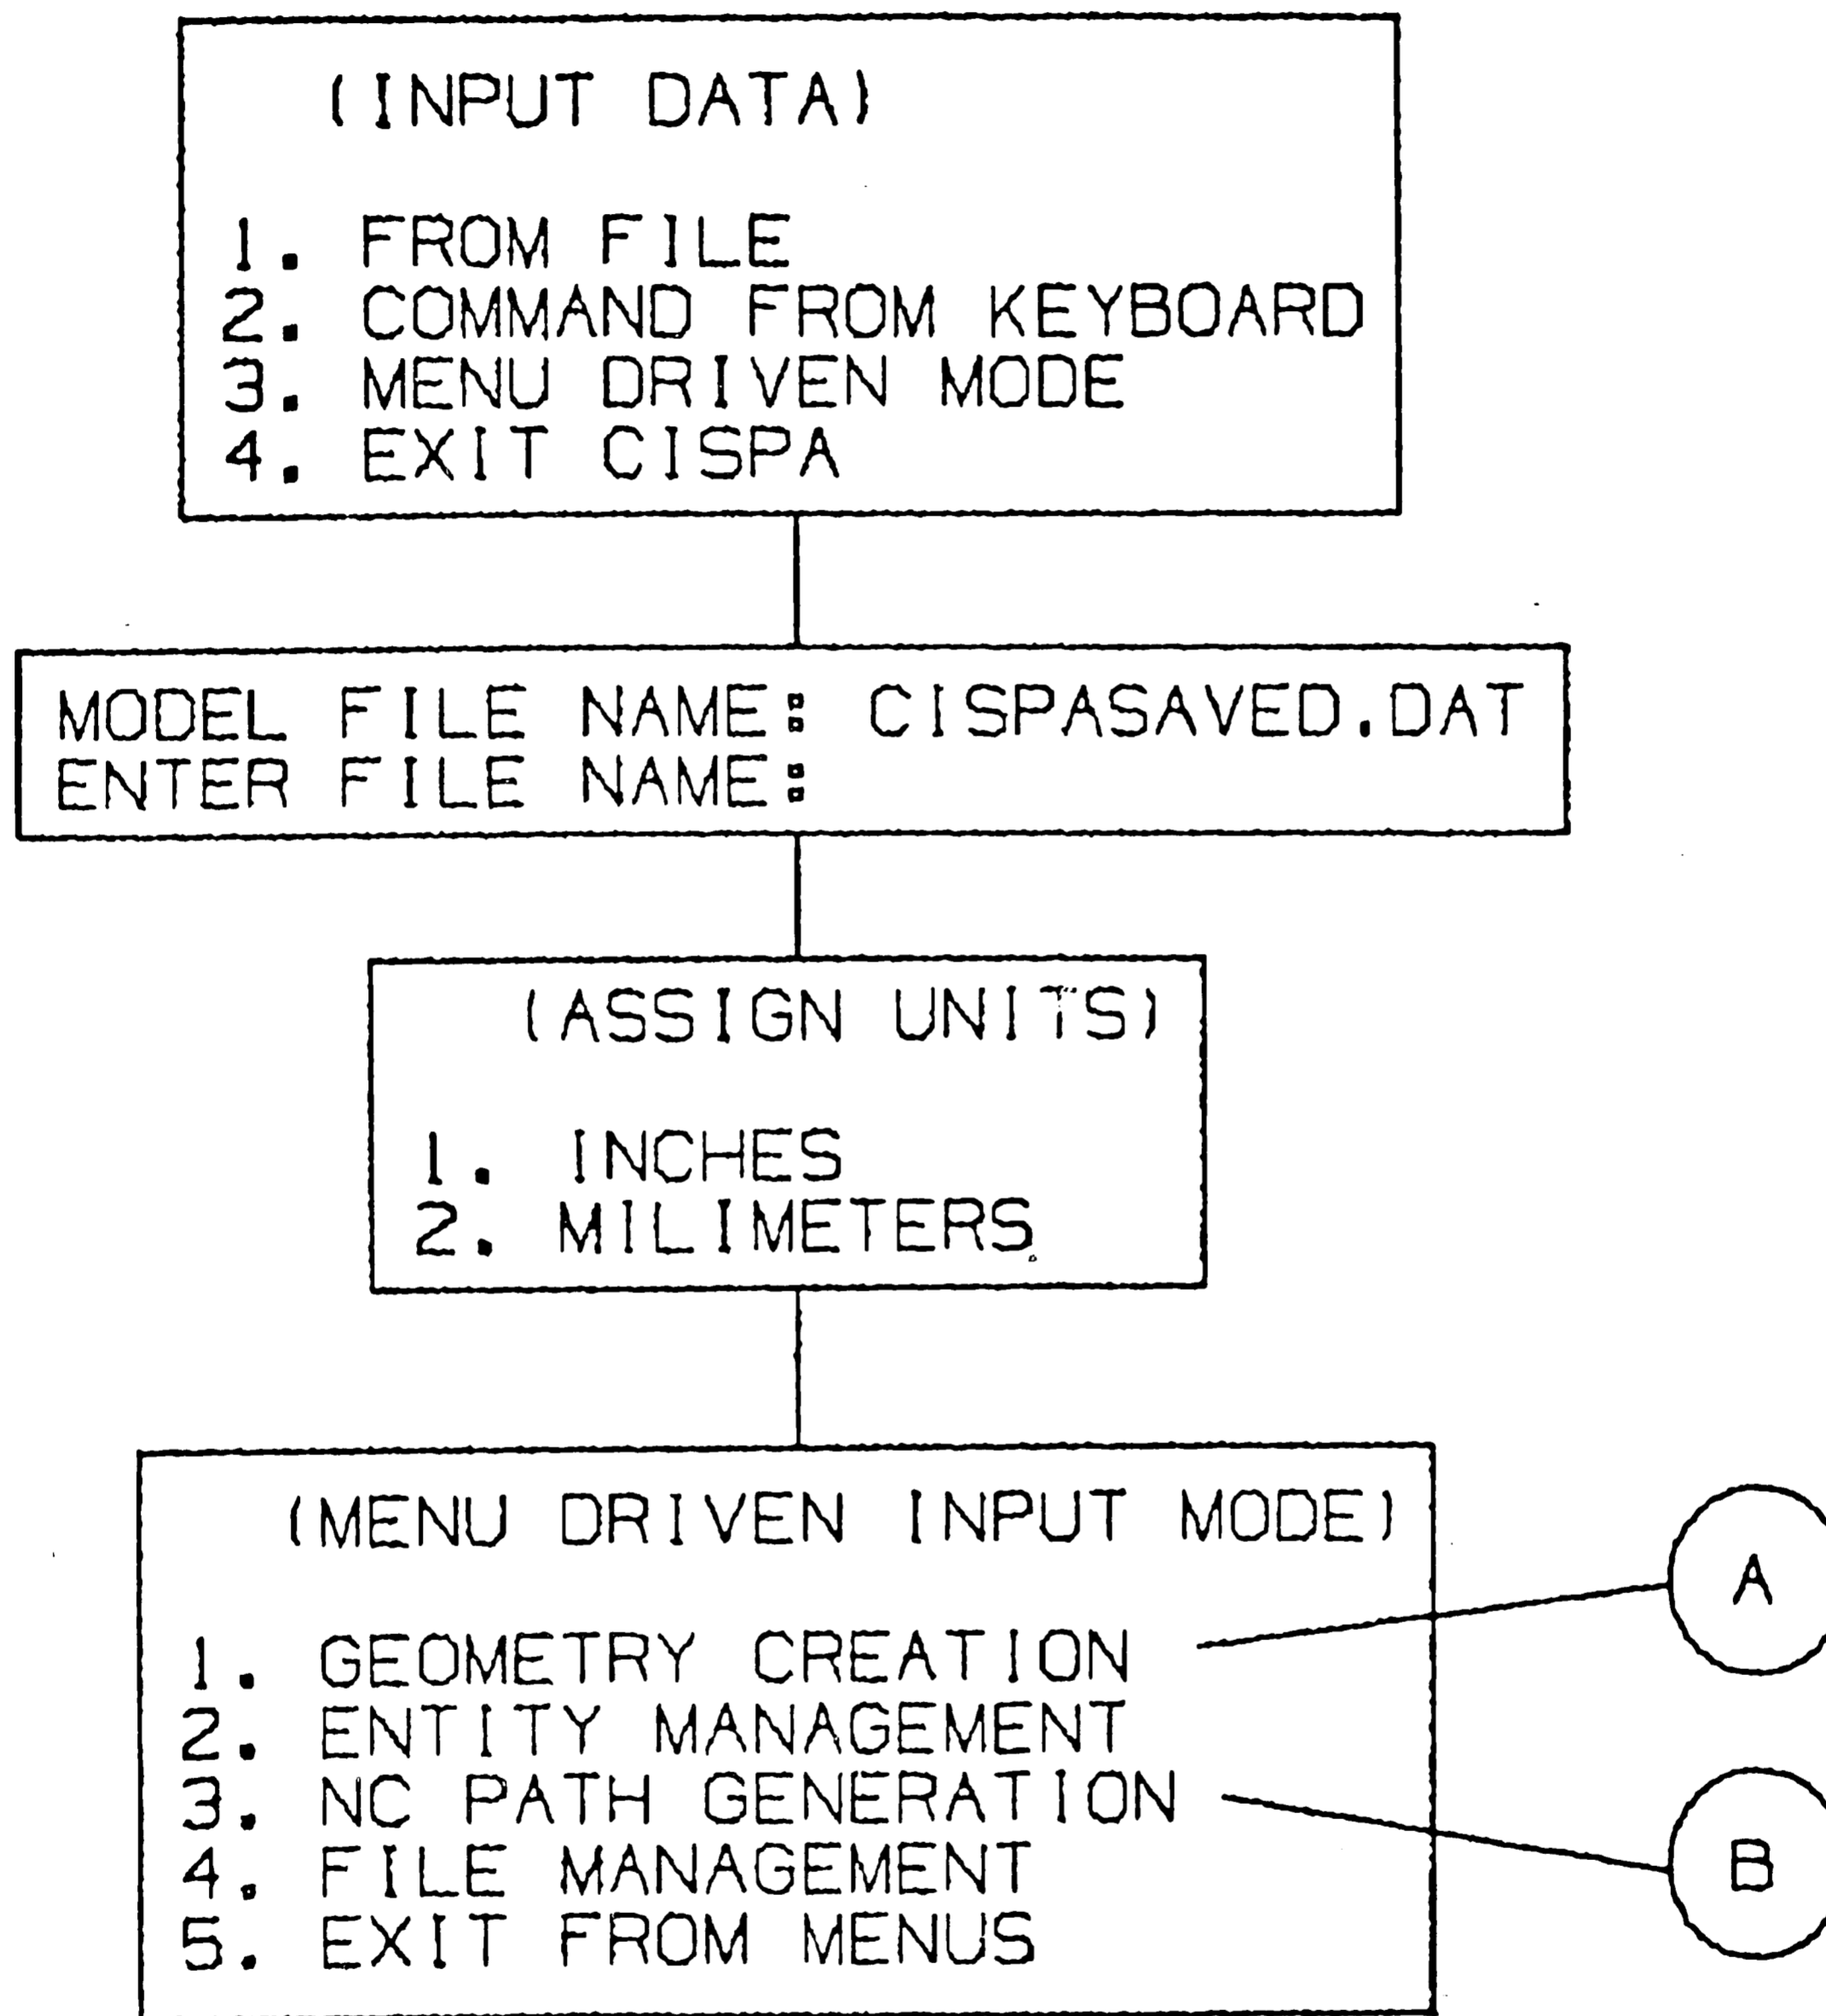 (INPUT DATA)
1. FROM FILE
2. COMMAND FROM KEYBOARD
3. MENU DRIVEN MODE
4. EXIT CISPA
MODEL FILE NAME: CISPASAVED.DAT
ENTER FILE NAME:
(ASSIGN UNITS)
1. INCHES
2. MILIMETERS
(MENU DRIVEN INPUT MODE)
1. GEOMETRY CREATION
2. ENTITY MANAGEMENT
3. NC PATH GENERATION
4. FILE MANAGEMENT
5. EXIT FROM MENUS
A
B